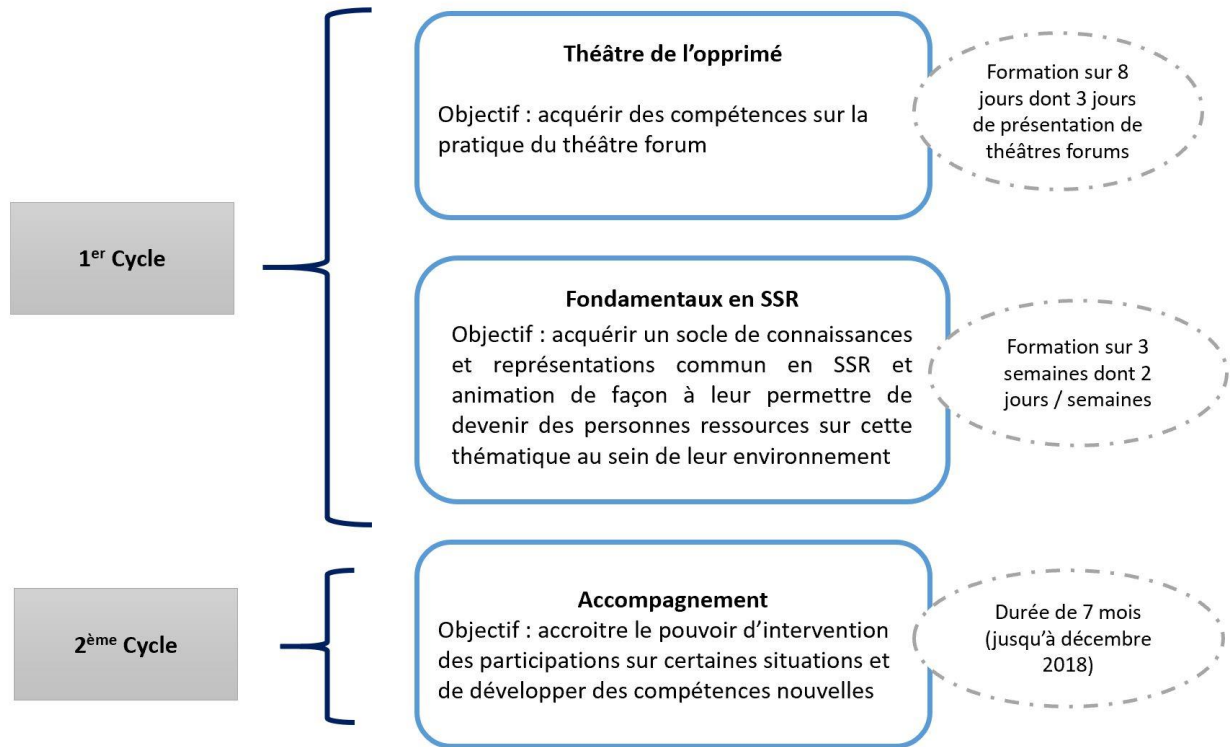 Théâtre de l'opprimé
Objectif : acquérir des compétences sur la
pratique du théâtre forum
Formation sur 8
jours dont 3 jours
de présentation de
théâtres forums
1er Cycle
Fondamentaux en SSR
Objectif : acquérir un socle de connaissances
et représentations commun en SSR et
animation de façon à leur permettre de
devenir des personnes ressources sur cette
thématique au sein de leur environnement
Formation sur 3
semaines dont 2
jours / semaines
2ème Cycle
Accompagnement
Objectif : accroitre le pouvoir d'intervention
des participations sur certaines situations et
de développer des compétences nouvelles
Durée de 7 mois
(jusqu'à décembre
2018)